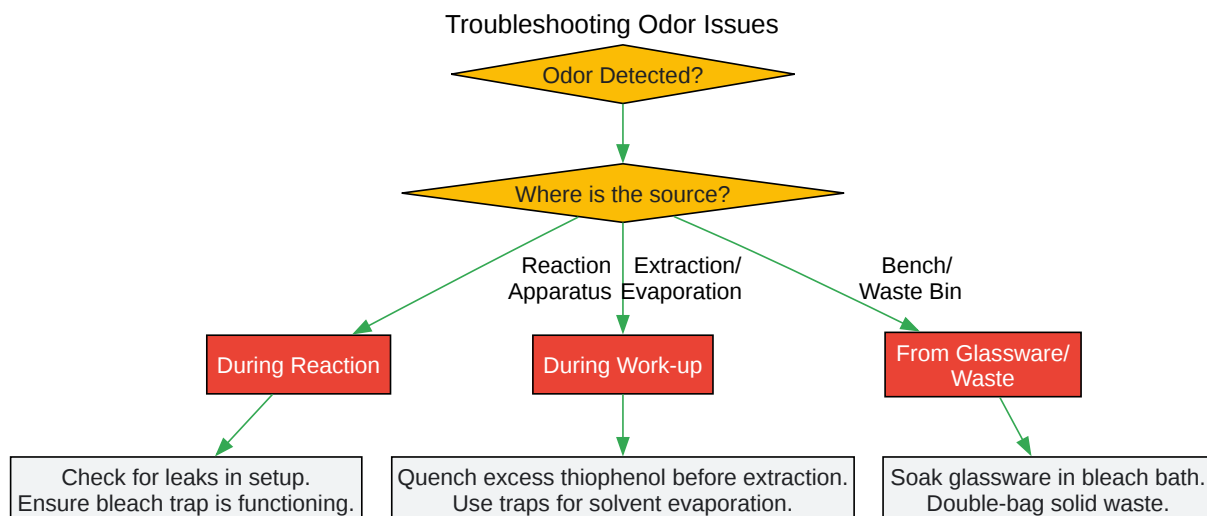 Troubleshooting Odor Issues
Odor Detected?
Where is the source?
Reaction
Apparatus
Extraction/
Evaporation
Bench/
Waste Bin
During Reaction
During Work-up
From Glassware/
Waste
Check for leaks in setup.
Ensure bleach trap is functioning.
Quench excess thiophenol before extraction.
Use traps for solvent evaporation.
Soak glassware in bleach bath.
Double-bag solid waste.